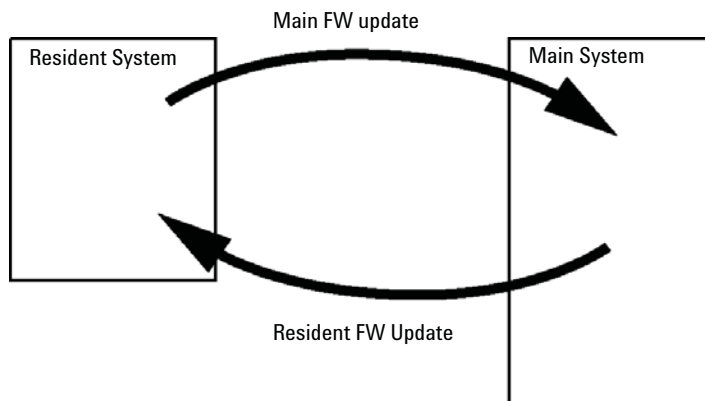 Main FW update
Resident System
Main System
Resident FW Update